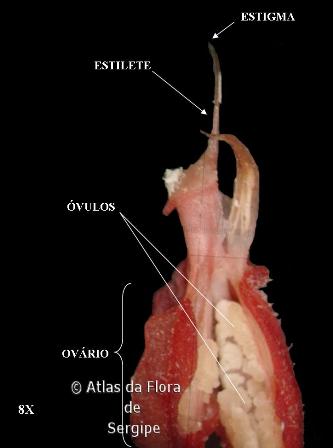 ESTIGMA
ESTILETE
ÓVULOS
OVÁRIO
© Atlas da Flora
de
Sergipe
8X